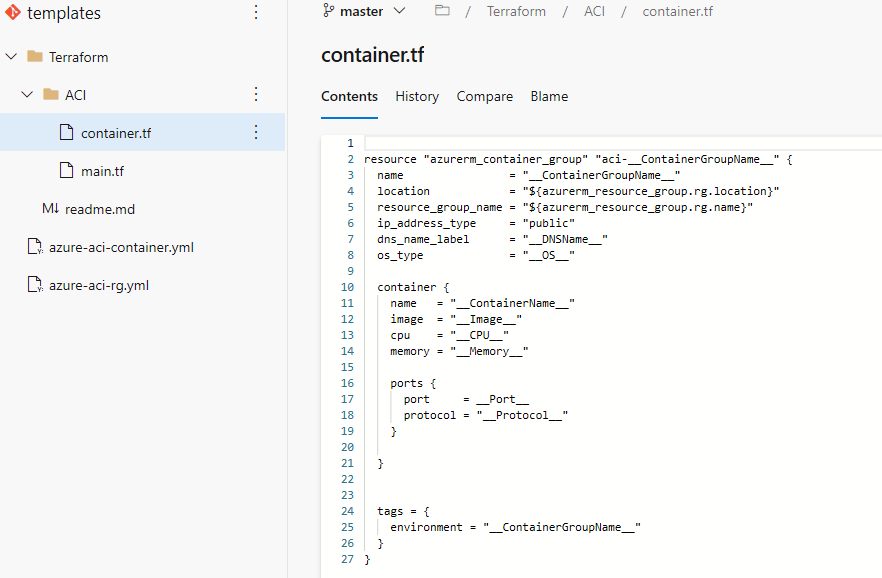 templates
Terraform
ACI
container.tf
main.tf
readme.md
azure-aci-container.yml
azure-aci-rg.yml
master / Terraform / ACI / container.tf
container.tf
Contents History Compare Blame
1
2 resource "azurerm_container_group" "aci-__ContainerGroupName__" {
3 name = "__ContainerGroupName__"
4 location = "${azurerm_resource_group.rg.location}"
5 resource_group_name = "${azurerm_resource_group.rg.name}"
6 ip_address_type = "public"
7 dns_name_label = "__DNSName__"
8 os_type = "__OS__"
9
10 container {
11 name = "__ContainerName__"
12 image = "__Image__"
13 cpu = "__CPU__"
14 memory = "__Memory__"
15
16 ports {
17 port = __Port__
18 protocol = "__Protocol__"
19 }
20
21 }
22
23
24 tags = {
25 environment = "__ContainerGroupName__"
26 }
27 }